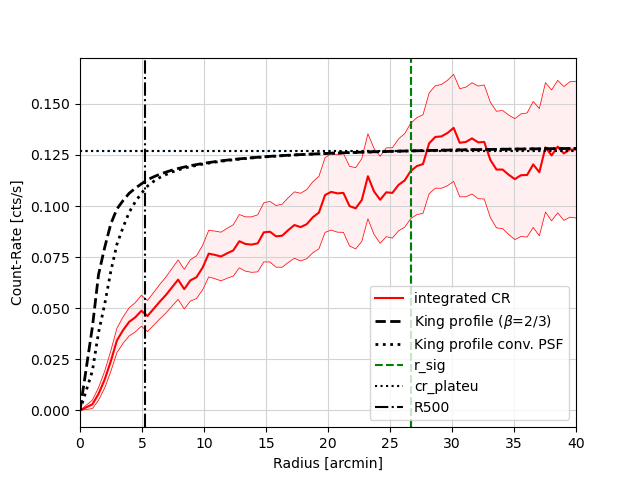 0.150
0.125
0.100
0.075
0.050
0.025
0.000
Count-Rate [cts/s]
integrated CR
King profile (β=2/3)
King profile conv. PSF
r_sig
cr_plateu
R500
0 5 10 15 20 25 30 35 40
Radius [arcmin]